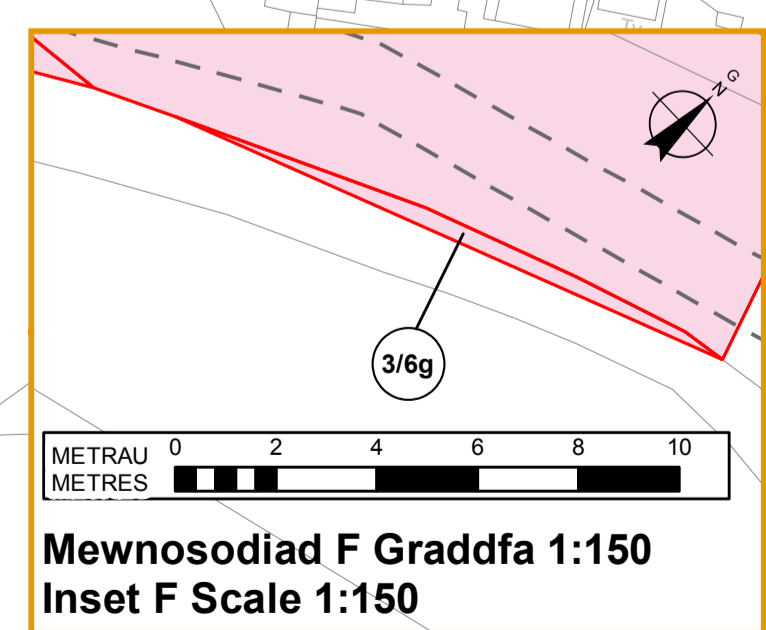 G
N
3/6g
METRAU 0 2 4 6 8 10
METRES
Mewnosodiad F Graddfa 1:150
Inset F Scale 1:150